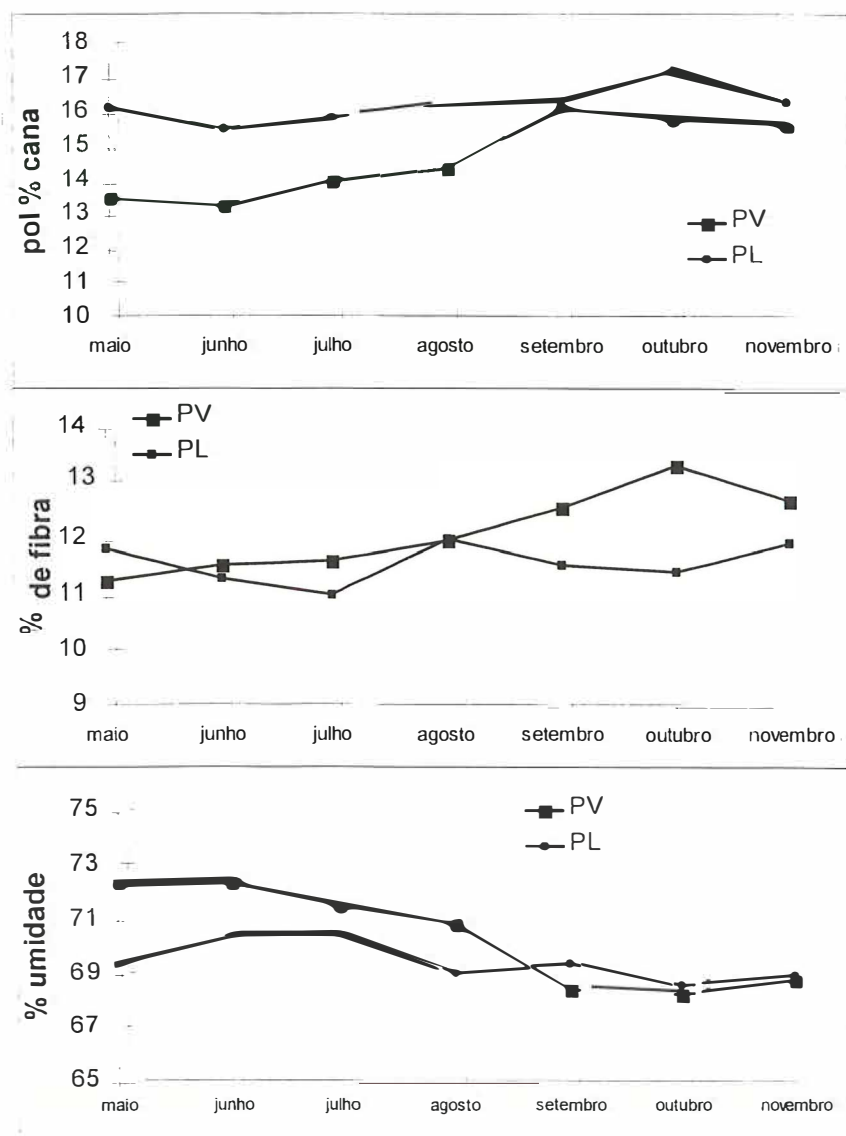 pol % cana
18
17
16
15
14
13
12
11
10
PV
PL
maio junho julho agosto setembro outubro novembro
% de fibra
14
13
12
11
10
9
PV
PL
maio junho julho agosto setembro outubro novembro
% umidade
75
73
71
69
67
65
PV
PL
maio junho julho agosto setembro outubro novembro